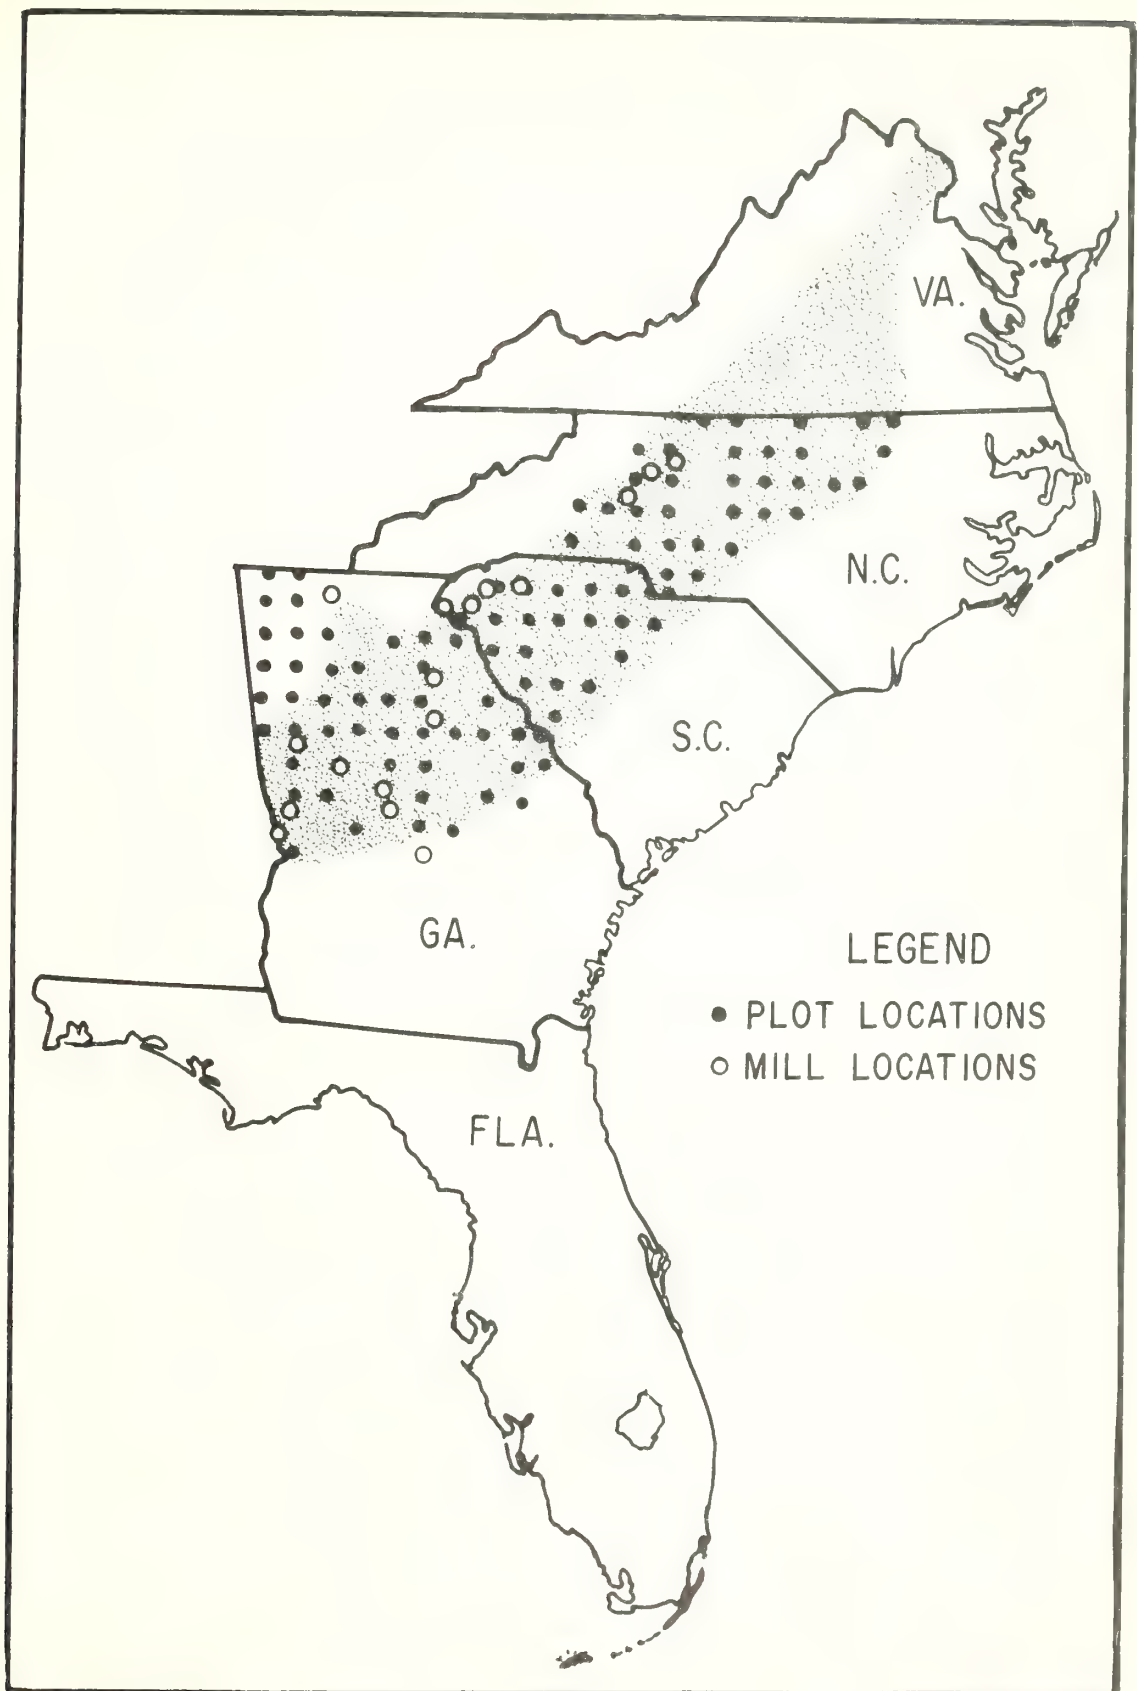 VA.
N.C.
S.C.
GA.
LEGEND
PLOT LOCATIONS
MILL LOCATIONS
FLA.